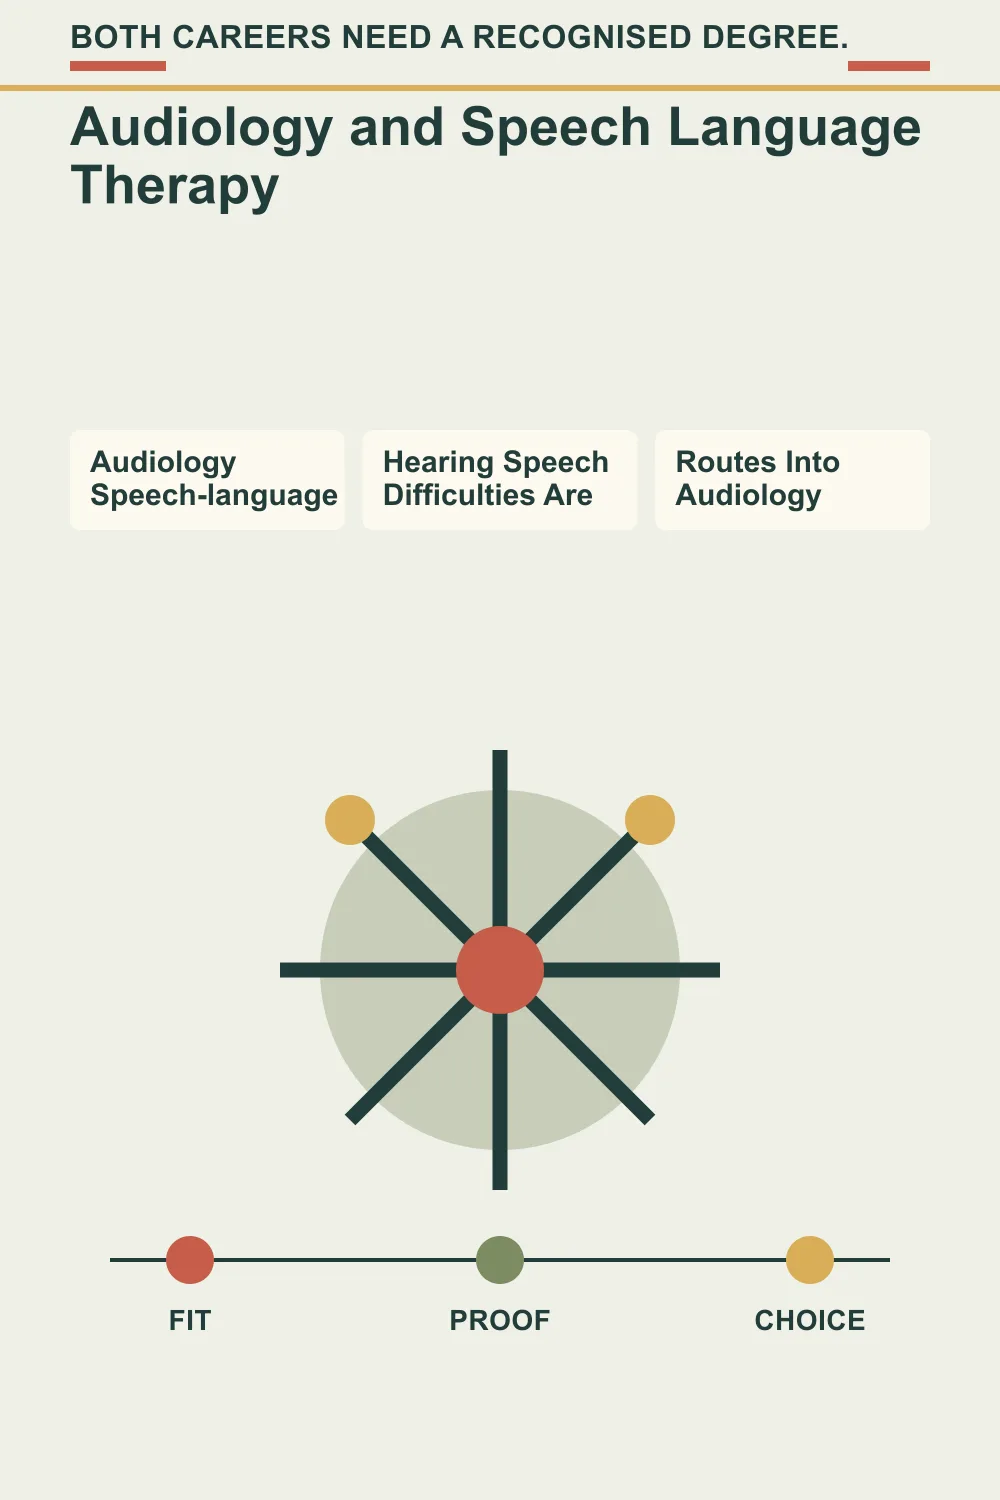 BOTH CAREERS NEED A RECOGNISED DEGREE.
Audiology and Speech Language
Therapy
Audiology
Speech-language
Hearing Speech
Difficulties Are
Routes Into
Audiology
FIT
PROOF
CHOICE